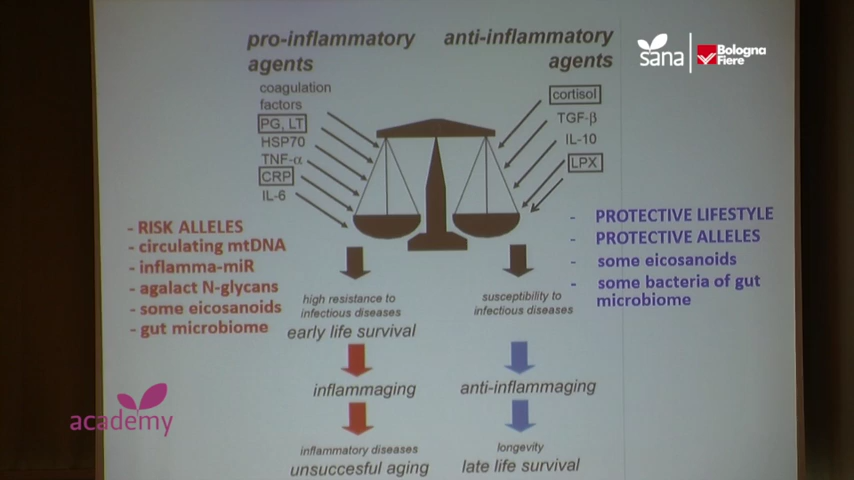 pro-inflammatory
agents
anti-inflammatory
agents
sana
Bologna
Fiere
coagulation
factors
PG, LT
HSP70
TNF-α
CRP
IL-6
cortisol
TGF-β
IL-10
LPX
- RISK ALLELES
- circulating mtDNA
- inflamma-miR
- agalact N-glycans
- some eicosanoids
- gut microbiome
- PROTECTIVE LIFESTYLE
- PROTECTIVE ALLELES
- some eicosanoids
- some bacteria of gut
microbiome
high resistance to
infectious diseases
early life survival
susceptibility to
infectious diseases
inflammaging
anti-inflammaging
inflammatory diseases
unsuccesful aging
longevity
late life survival
academy